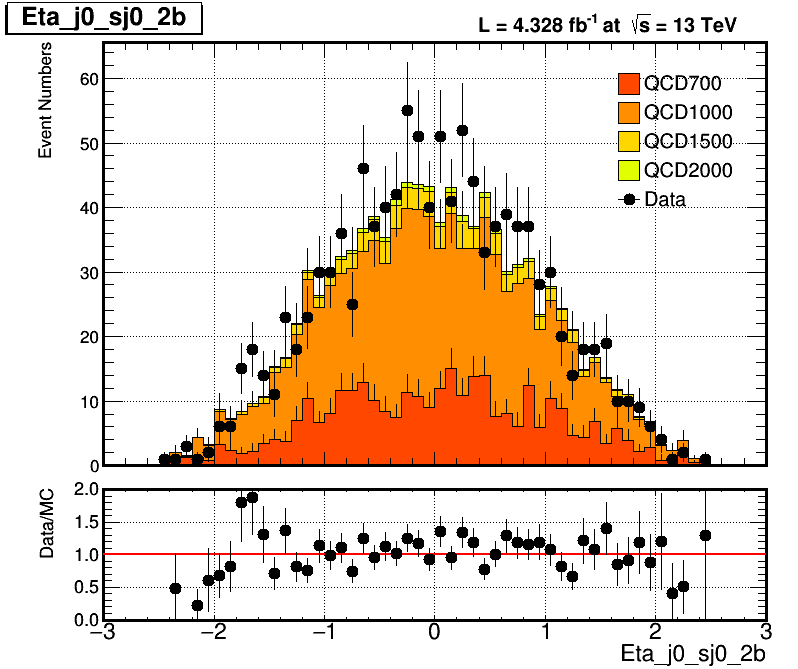 Eta_j0_sj0_2b
L = 4.328 fb⁻¹ at √s = 13 TeV
Event Numbers
60
50
40
30
20
10
0
QCD700
QCD1000
QCD1500
QCD2000
Data
Data/MC
2.0
1.5
1.0
0.5
0.0
−3 −2 −1 0 1 2 3
Eta_j0_sj0_2b